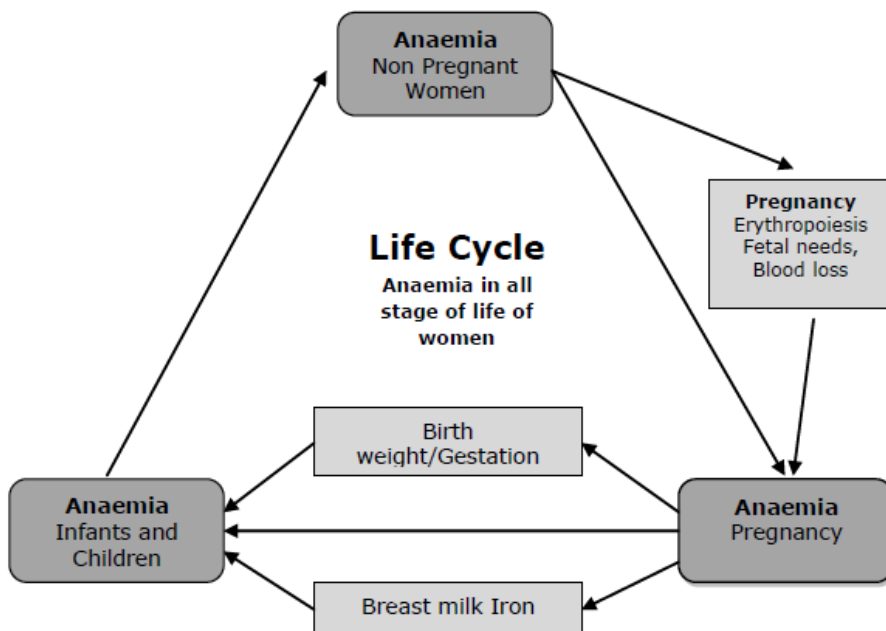 Anaemia
Non Pregnant
Women
Pregnancy
Erythropoiesis
Fetal needs,
Blood loss
Life Cycle
Anaemia in all
stage of life of
women
Birth
weight/Gestation
Anaemia
Infants and
Children
Anaemia
Pregnancy
Breast milk Iron